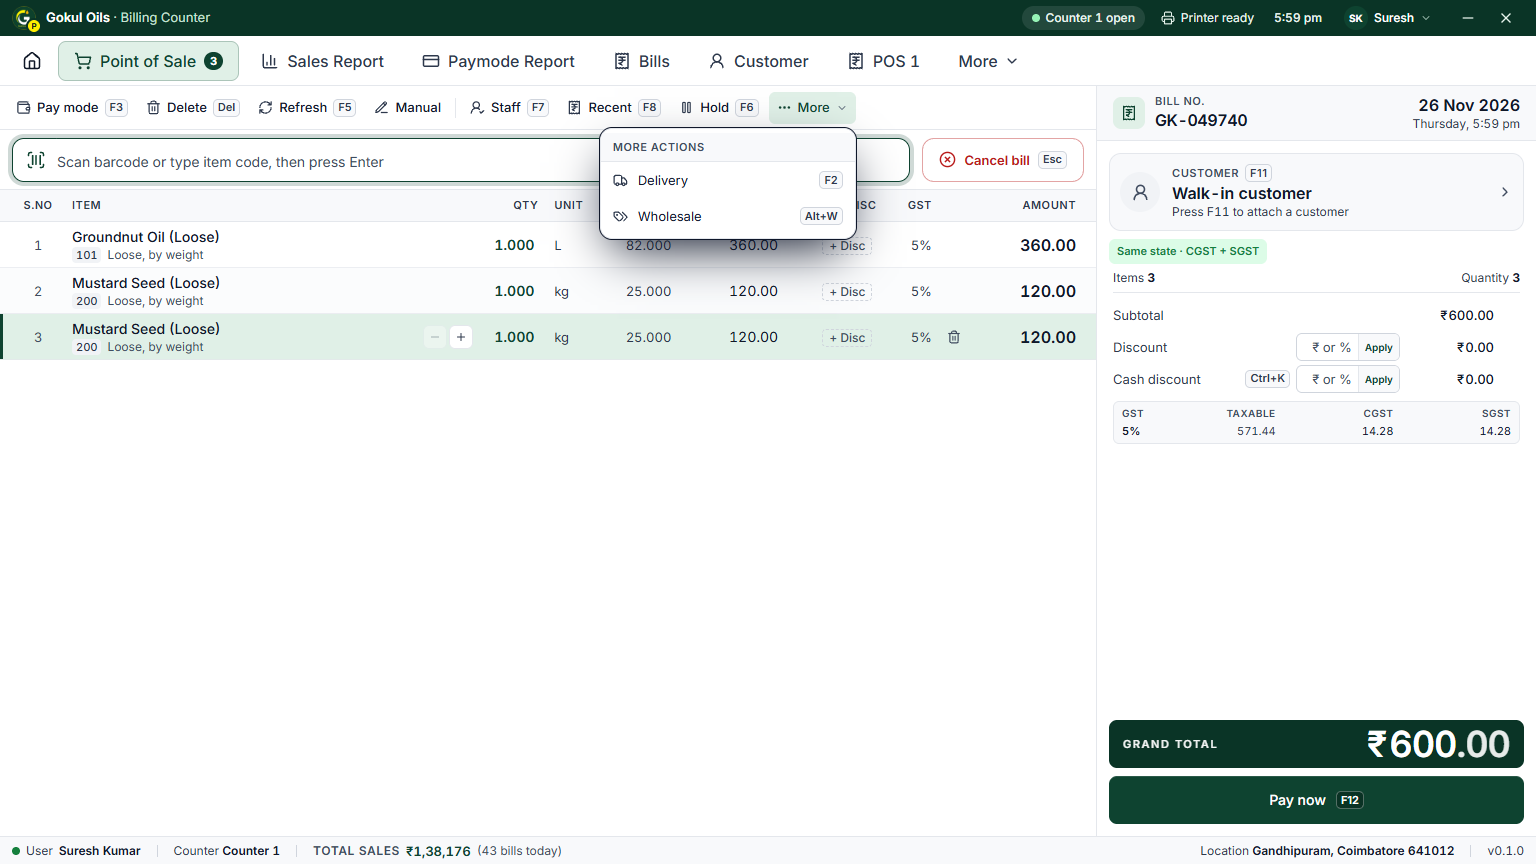 Gokul Oils · Billing Counter
Counter 1 open
Printer ready
5:59 pm
SK Suresh
Point of Sale 3
Sales Report
Paymode Report
Bills
Customer
POS 1
More
Pay mode F3
Delete Del
Refresh F5
Manual
Staff F7
Recent F8
Hold F6
More
BILL NO.
GK-049740
26 Nov 2026
Thursday, 5:59 pm
Scan barcode or type item code, then press Enter
Cancel bill Esc
MORE ACTIONS
Delivery F2
Wholesale Alt+W
CUSTOMER F11
Walk-in customer
Press F11 to attach a customer
S.NO ITEM QTY UNIT GST AMOUNT
1 Groundnut Oil (Loose) 1.000 L 82.000 360.00 + Disc 5% 360.00
101 Loose, by weight
2 Mustard Seed (Loose) 1.000 kg 25.000 120.00 + Disc 5% 120.00
200 Loose, by weight
3 Mustard Seed (Loose) − + 1.000 kg 25.000 120.00 + Disc 5% 120.00
200 Loose, by weight
Same state · CGST + SGST
Items 3 Quantity 3
Subtotal ₹600.00
Discount ₹ or % Apply ₹0.00
Cash discount Ctrl+K ₹ or % Apply ₹0.00
GST TAXABLE CGST SGST
5% 571.44 14.28 14.28
GRAND TOTAL ₹600.00
Pay now F12
User Suresh Kumar
Counter Counter 1
TOTAL SALES ₹1,38,176 (43 bills today)
Location Gandhipuram, Coimbatore 641012
v0.1.0